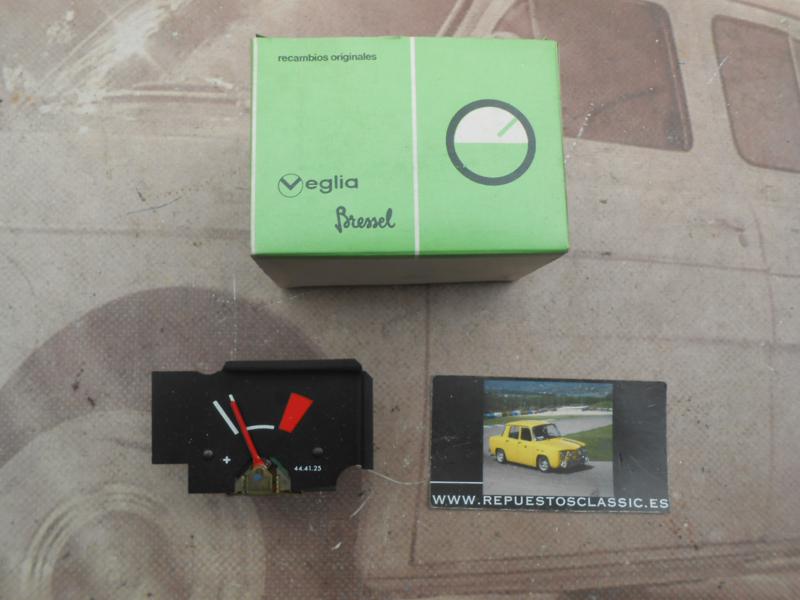 recambios originales
Veglia
Bressel
+
44.41.25
WWW.REPUESTOSCLASSIC.ES